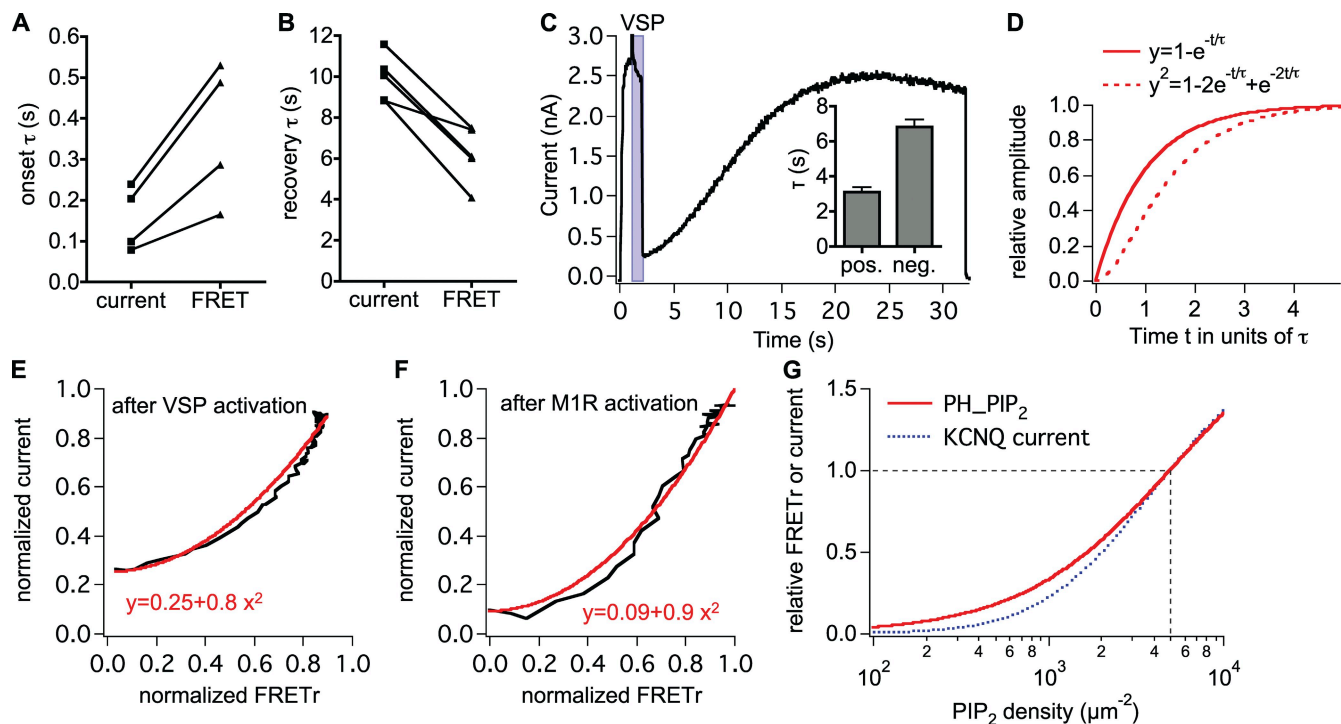 A
0.6
0.5
0.4
0.3
0.2
0.1
0.0
onset τ (s)
current
FRET
B
12
10
8
6
4
2
0
recovery τ (s)
current
FRET
C
VSP
3.0
2.5
2.0
1.5
1.0
0.5
0.0
Current (nA)
0
5
10
15
20
25
30
Time (s)
8
6
4
2
0
τ (s)
pos.
neg.
D
y=1-e^{-t/τ}
y^{2}=1-2e^{-t/τ}+e^{-2t/τ}
1.0
0.8
0.6
0.4
0.2
0.0
relative amplitude
0
1
2
3
4
Time t in units of τ
E
after VSP activation
1.0
0.8
0.6
0.4
0.2
0.0
normalized current
y=0.25+0.8 x²
0.0
0.2
0.4
0.6
0.8
1.0
normalized FRETr
F
after M1R activation
1.0
0.8
0.6
0.4
0.2
0.0
normalized current
y=0.09+0.9 x²
0.0
0.2
0.4
0.6
0.8
1.0
normalized FRETr
G
PH_PIP₂
KCNQ current
1.5
1.0
0.5
0.0
relative FRETr or current
10²
2
4
6
8
10³
2
4
6
8
10⁴
PIP₂ density (µm⁻²)